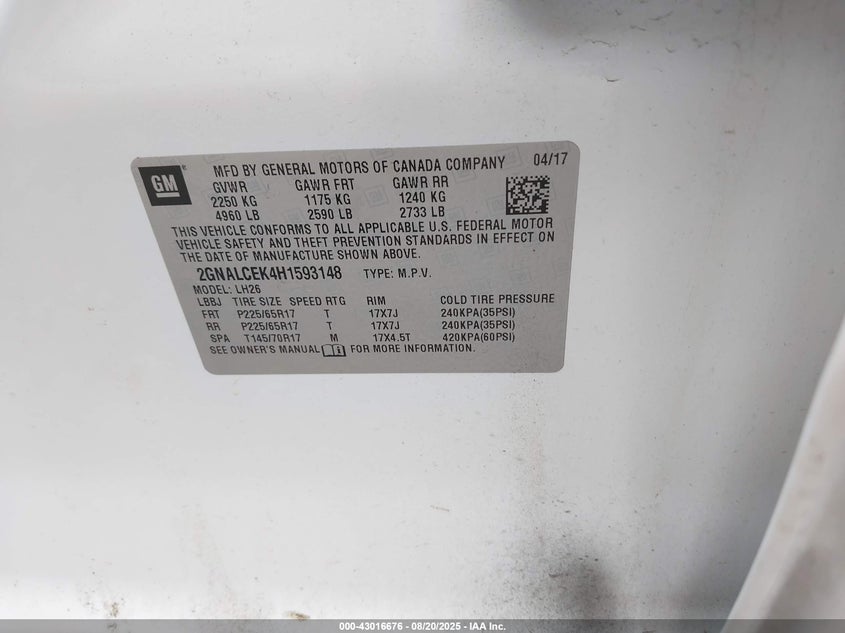 GM ® MFD BY GENERAL MOTORS OF CANADA COMPANY 04/17
GVWR GAWR FRT GAWR RR
2250 KG 1175 KG 1240 KG
4960 LB 2590 LB 2733 LB
THIS VEHICLE CONFORMS TO ALL APPLICABLE U.S. FEDERAL MOTOR
VEHICLE SAFETY AND THEFT PREVENTION STANDARDS IN EFFECT ON
THE DATE OF MANUFACTURE SHOWN ABOVE.
2GNALCEK4H1593148 TYPE: M.P.V.
MODEL: LH26
LBBJ TIRE SIZE SPEED RTG RIM COLD TIRE PRESSURE
FRT P225/65R17 T 17X7J 240KPA(35PSI)
RR P225/65R17 T 17X7J 240KPA(35PSI)
SPA T145/70R17 M 17X4.5T 420KPA(60PSI)
SEE OWNER'S MANUAL FOR MORE INFORMATION.
000-43016676 | 08/20/2025 - IAA Inc.